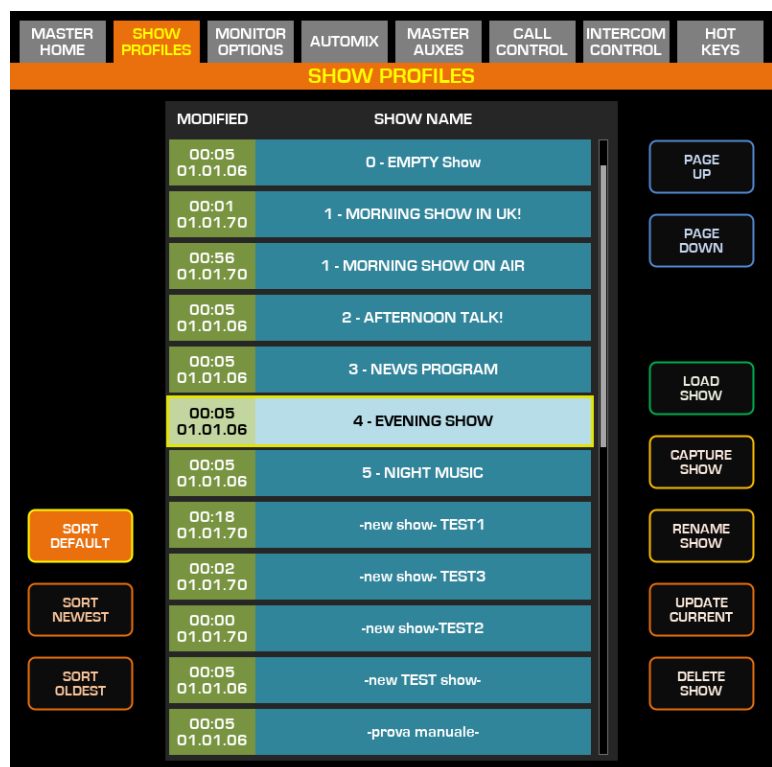 MASTER HOME
SHOW PROFILES
MONITOR OPTIONS
AUTOMIX
MASTER AUXES
CALL CONTROL
INTERCOM CONTROL
HOT KEYS
SHOW PROFILES
MODIFIED SHOW NAME
00:05 01.01.06 0 - EMPTY Show
00:01 01.01.70 1 - MORNING SHOW IN UK!
00:56 01.01.70 1 - MORNING SHOW ON AIR
00:05 01.01.06 2 - AFTERNOON TALK!
00:05 01.01.06 3 - NEWS PROGRAM
00:05 01.01.06 4 - EVENING SHOW
00:05 01.01.06 5 - NIGHT MUSIC
00:18 01.01.70 -new show- TEST1
00:02 01.01.70 -new show- TEST3
00:00 01.01.70 -new show-TEST2
00:05 01.01.06 -new TEST show-
00:05 01.01.06 -prova manuale-
SORT DEFAULT
SORT NEWEST
SORT OLDEST
PAGE UP
PAGE DOWN
LOAD SHOW
CAPTURE SHOW
RENAME SHOW
UPDATE CURRENT
DELETE SHOW